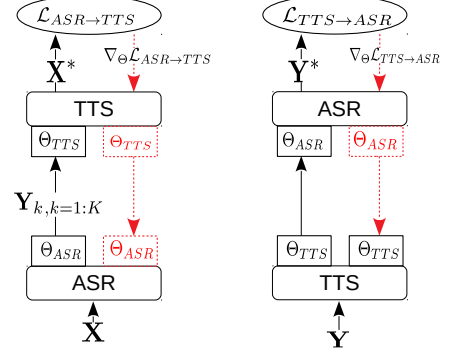 ℒ_{ASR→TTS}
X*
∇_Θℒ_{ASR→TTS}
TTS
Θ_{TTS} Θ_{TTS}
Y_{k,k=1:K}
Θ_{ASR} Θ_{ASR}
ASR
X
ℒ_{TTS→ASR}
Y*
∇_Θℒ_{TTS→ASR}
ASR
Θ_{ASR} Θ_{ASR}
Θ_{TTS} Θ_{TTS}
TTS
Y